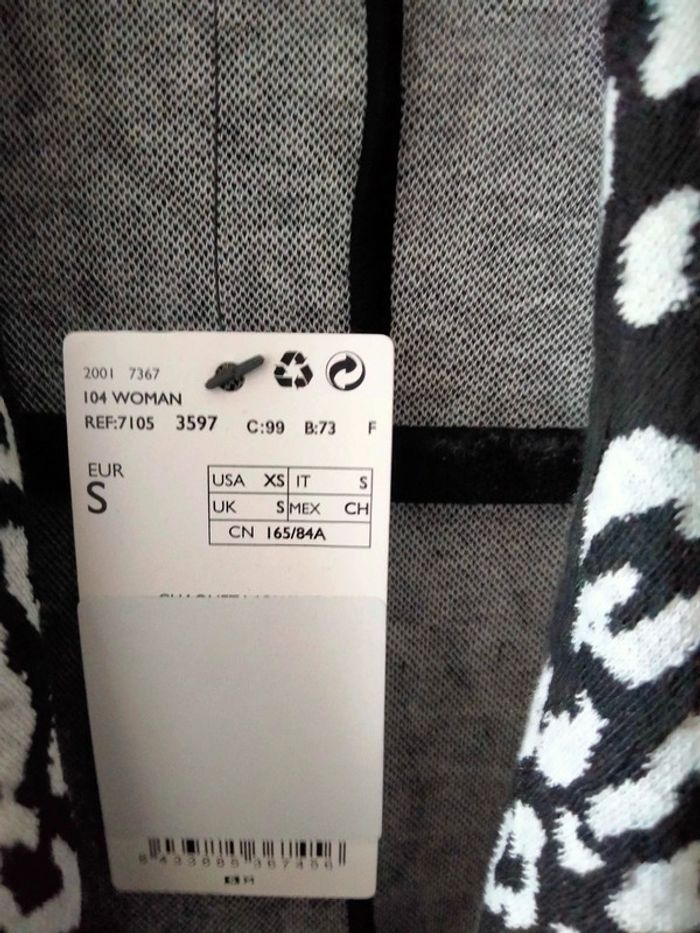 2001 7367
104 WOMAN
REF:7105 3597 C:99 B:73 F
EUR
S
USA XS IT S
UK S MEX CH
CN 165/84A